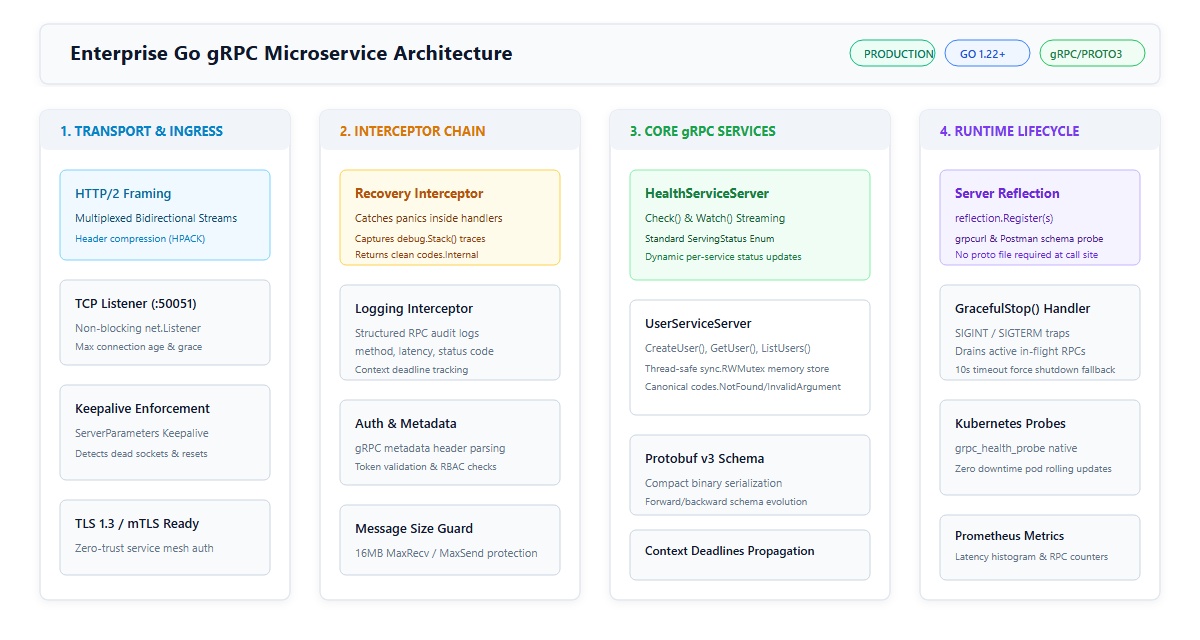 Enterprise Go gRPC Microservice Architecture
PRODUCTION
GO 1.22+
gRPC/PROTO3
1. TRANSPORT & INGRESS
HTTP/2 Framing
Multiplexed Bidirectional Streams
Header compression (HPACK)
TCP Listener (:50051)
Non-blocking net.Listener
Max connection age & grace
Keepalive Enforcement
ServerParameters Keepalive
Detects dead sockets & resets
TLS 1.3 / mTLS Ready
Zero-trust service mesh auth
2. INTERCEPTOR CHAIN
Recovery Interceptor
Catches panics inside handlers
Captures debug.Stack() traces
Returns clean codes.Internal
Logging Interceptor
Structured RPC audit logs
method, latency, status code
Context deadline tracking
Auth & Metadata
gRPC metadata header parsing
Token validation & RBAC checks
Message Size Guard
16MB MaxRecv / MaxSend protection
3. CORE gRPC SERVICES
HealthServiceServer
Check() & Watch() Streaming
Standard ServingStatus Enum
Dynamic per-service status updates
UserServiceServer
CreateUser(), GetUser(), ListUsers()
Thread-safe sync.RWMutex memory store
Canonical codes.NotFound/InvalidArgument
Protobuf v3 Schema
Compact binary serialization
Forward/backward schema evolution
Context Deadlines Propagation
4. RUNTIME LIFECYCLE
Server Reflection
reflection.Register(s)
grpcurl & Postman schema probe
No proto file required at call site
GracefulStop() Handler
SIGINT / SIGTERM traps
Drains active in-flight RPCs
10s timeout force shutdown fallback
Kubernetes Probes
grpc_health_probe native
Zero downtime pod rolling updates
Prometheus Metrics
Latency histogram & RPC counters